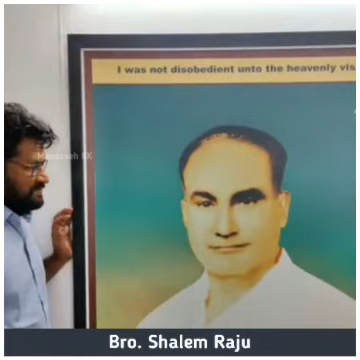 I was not disobedient unto the heavenly vis
Bro. Shalem Raju